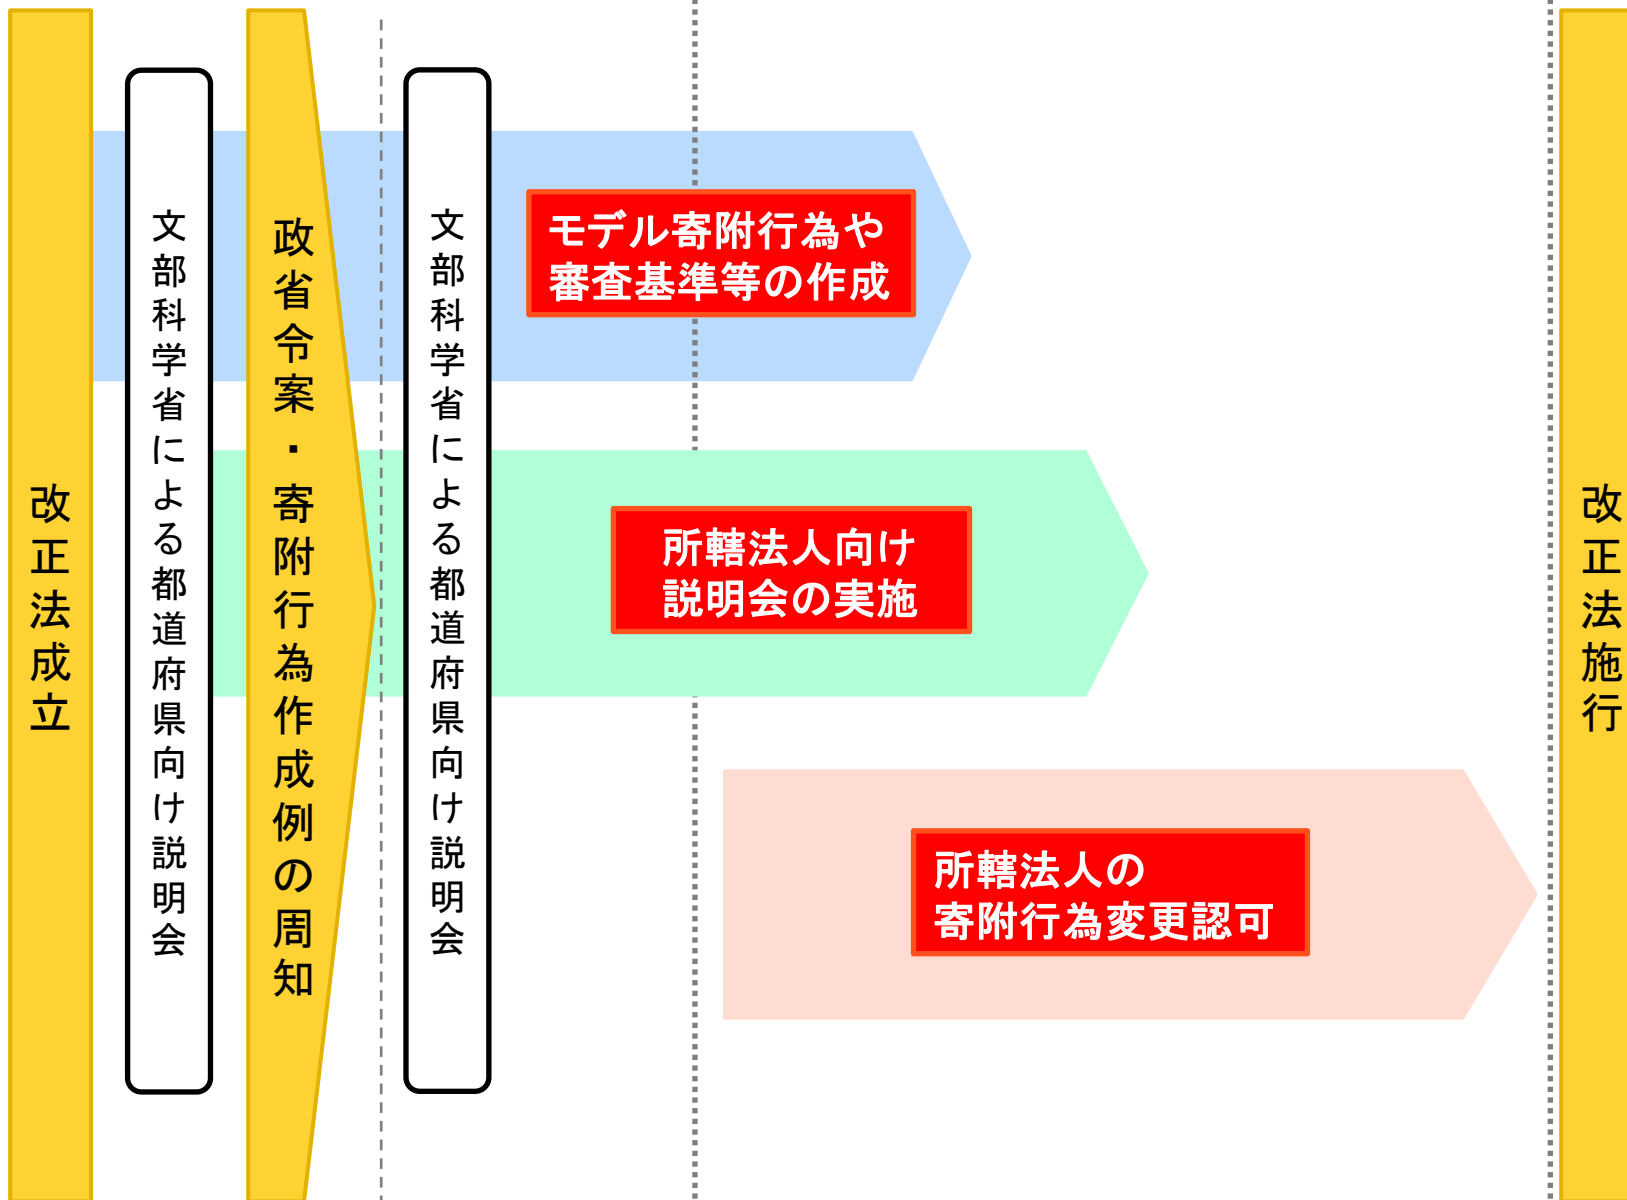 改正法成立
文部科学省による都道府県向け説明会
政省令案・寄附行為作成例の周知
文部科学省による都道府県向け説明会
モデル寄附行為や
審査基準等の作成
所轄法人向け
説明会の実施
所轄法人の
寄附行為変更認可
改正法施行